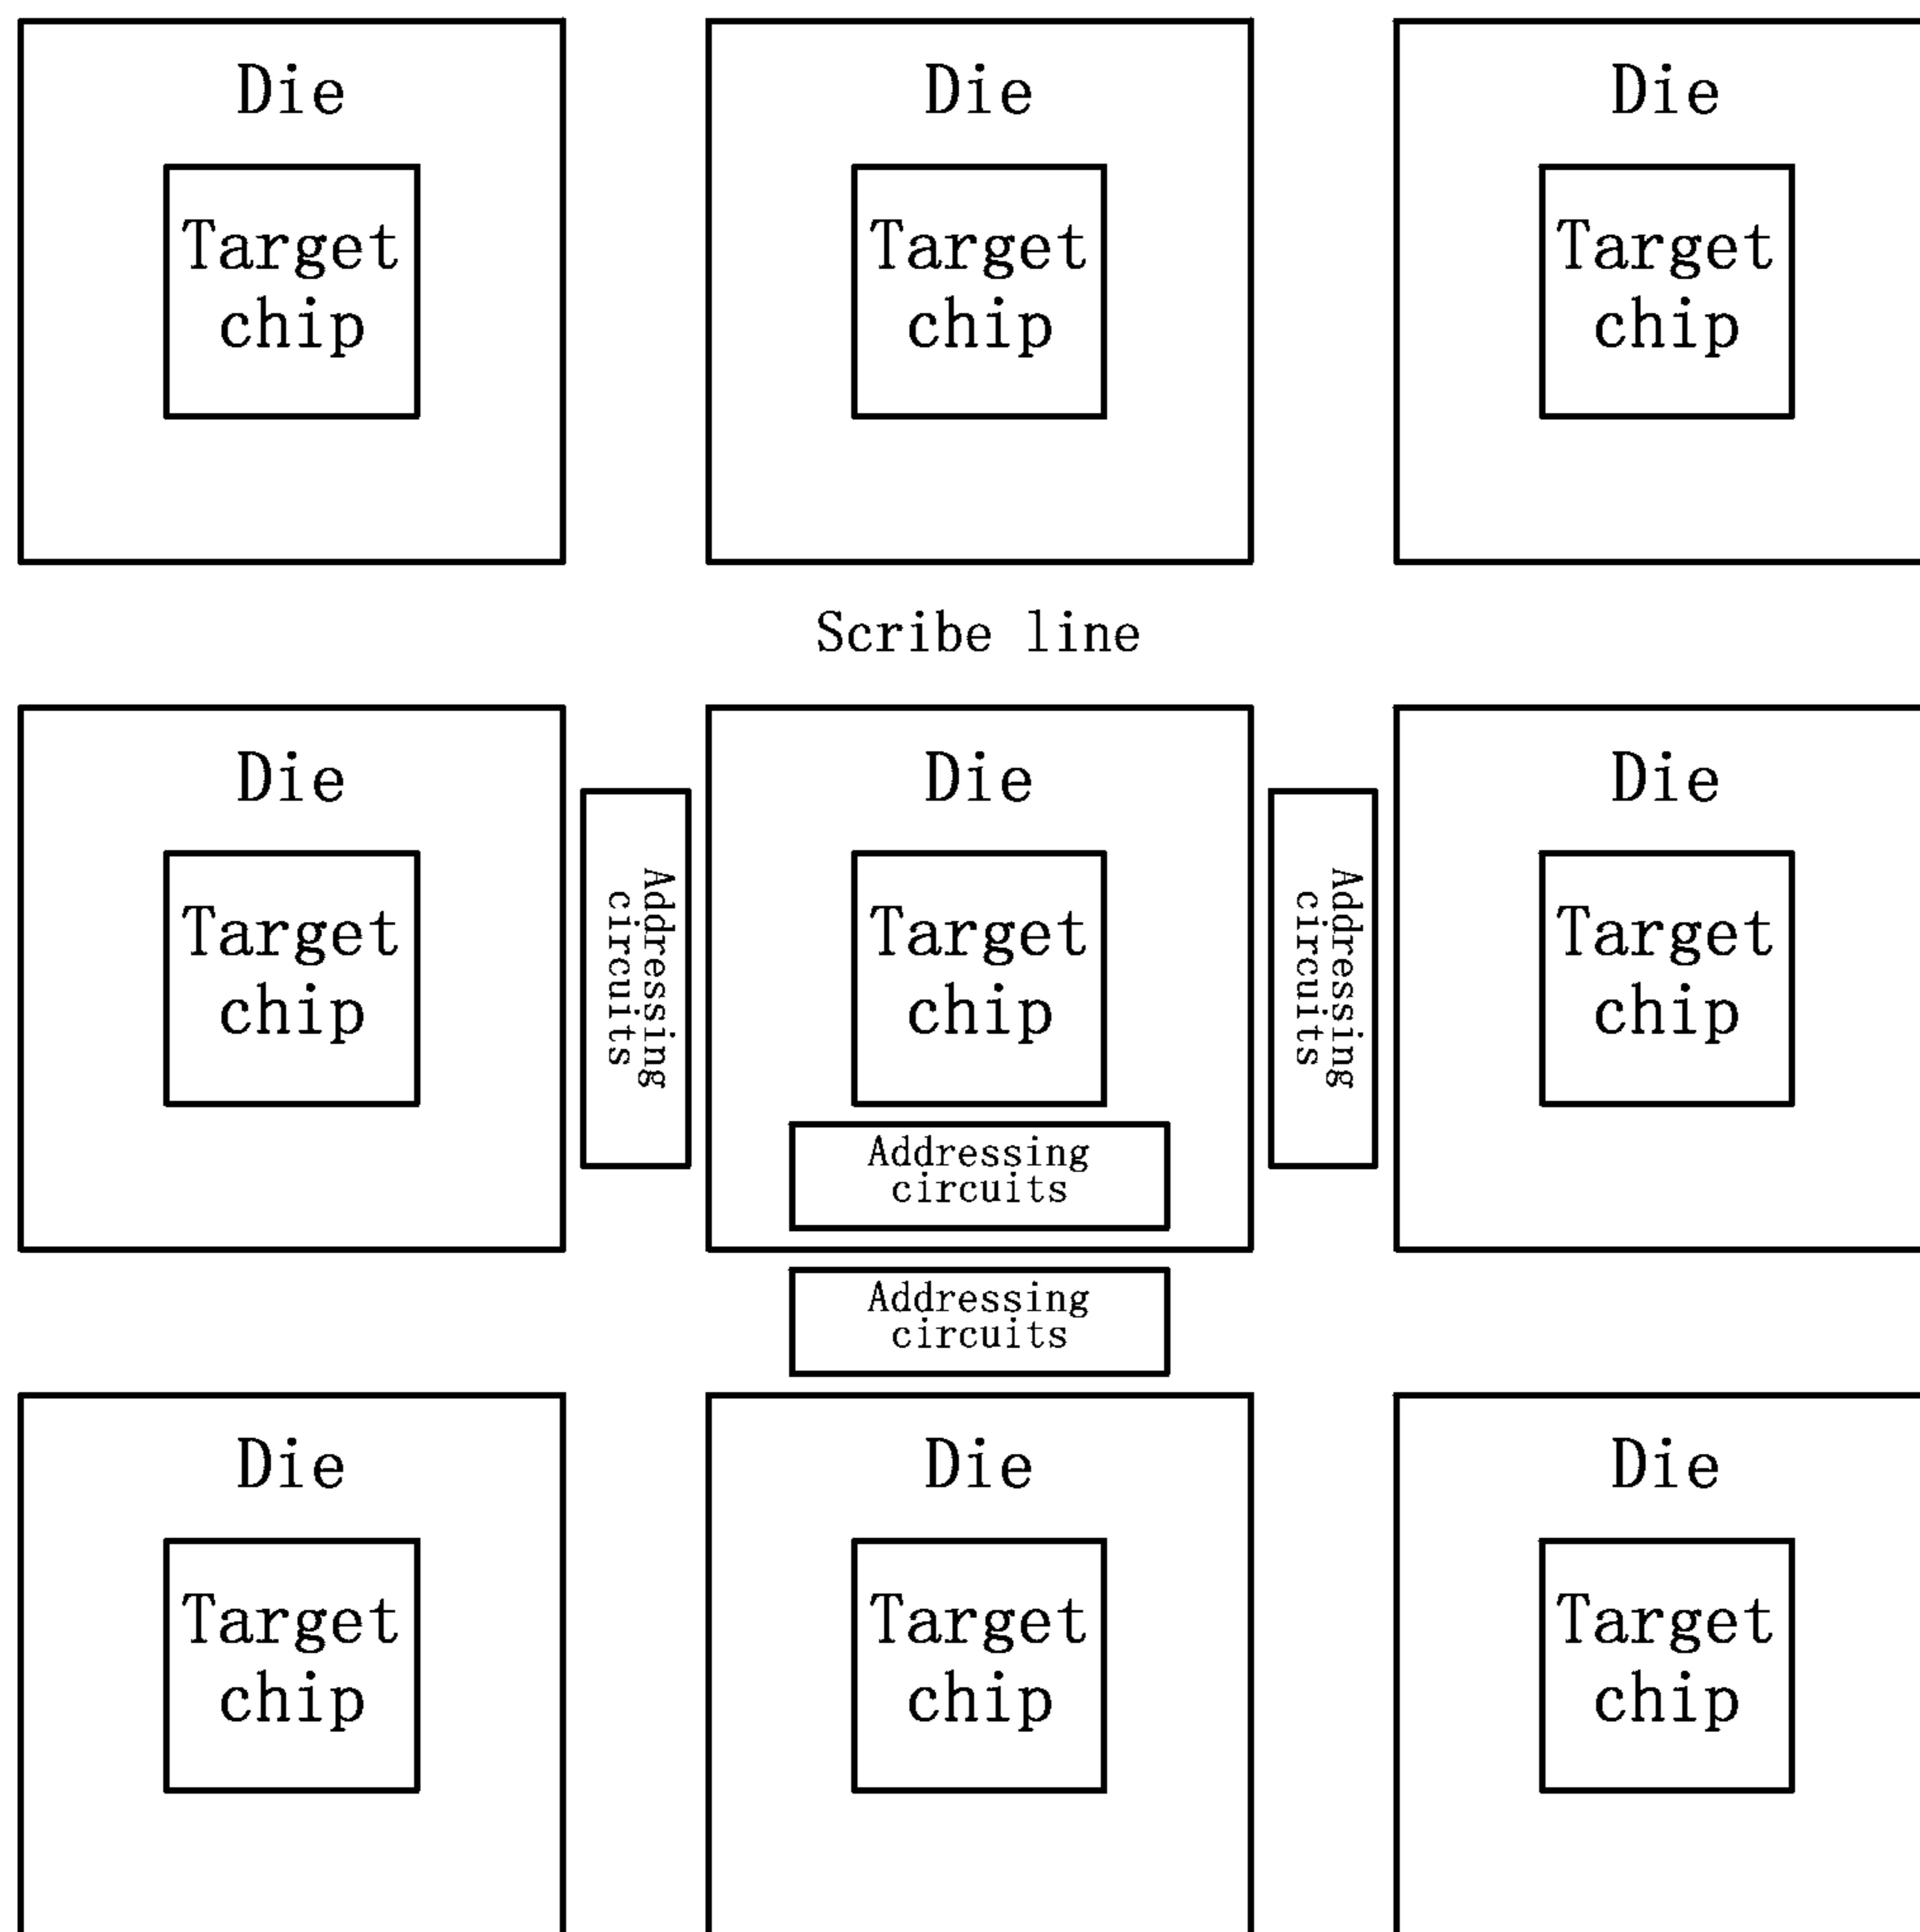 Die
Target
chip
Die
Target
chip
Die
Target
chip
Scribe line
Die
Target
chip
Addressing
circuits
Die
Target
chip
Addressing
circuits
Addressing
circuits
Die
Target
chip
Addressing
circuits
Die
Target
chip
Die
Target
chip
Die
Target
chip